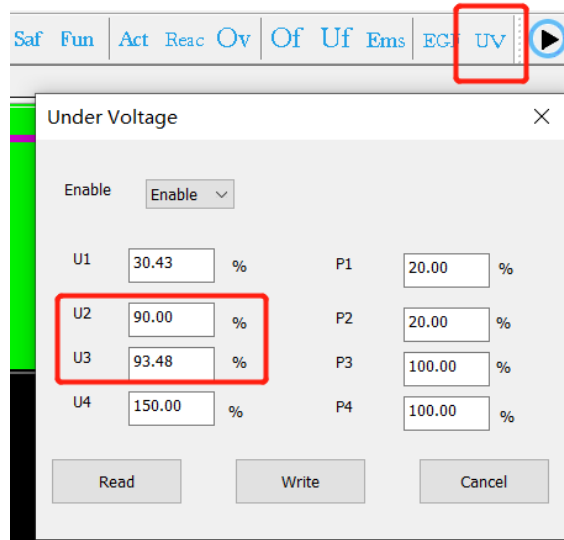 Saf Fun Act Reac Ov Of Uf Ems EGF UV
Under Voltage
Enable Enable
U1 30.43 % P1 20.00 %
U2 90.00 % P2 20.00 %
U3 93.48 % P3 100.00 %
U4 150.00 % P4 100.00 %
Read Write Cancel